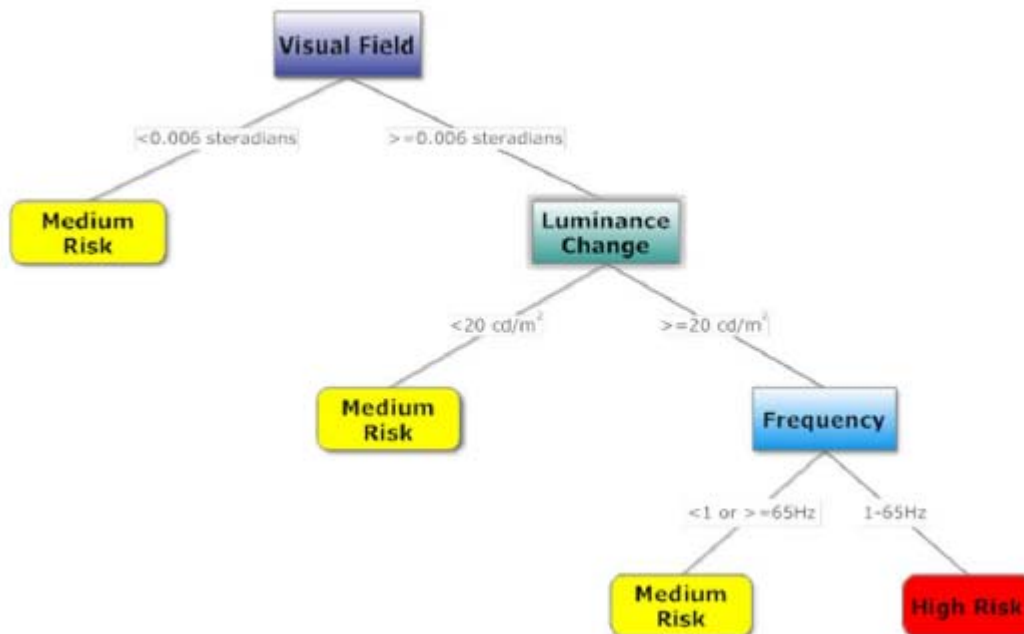 Visual Field
<0.006 steradians
>=0.006 steradians
Medium
Risk
Luminance
Change
<20 cd/m²
>=20 cd/m²
Medium
Risk
Frequency
<1 or >=65Hz
1-65Hz
Medium
Risk
High Risk